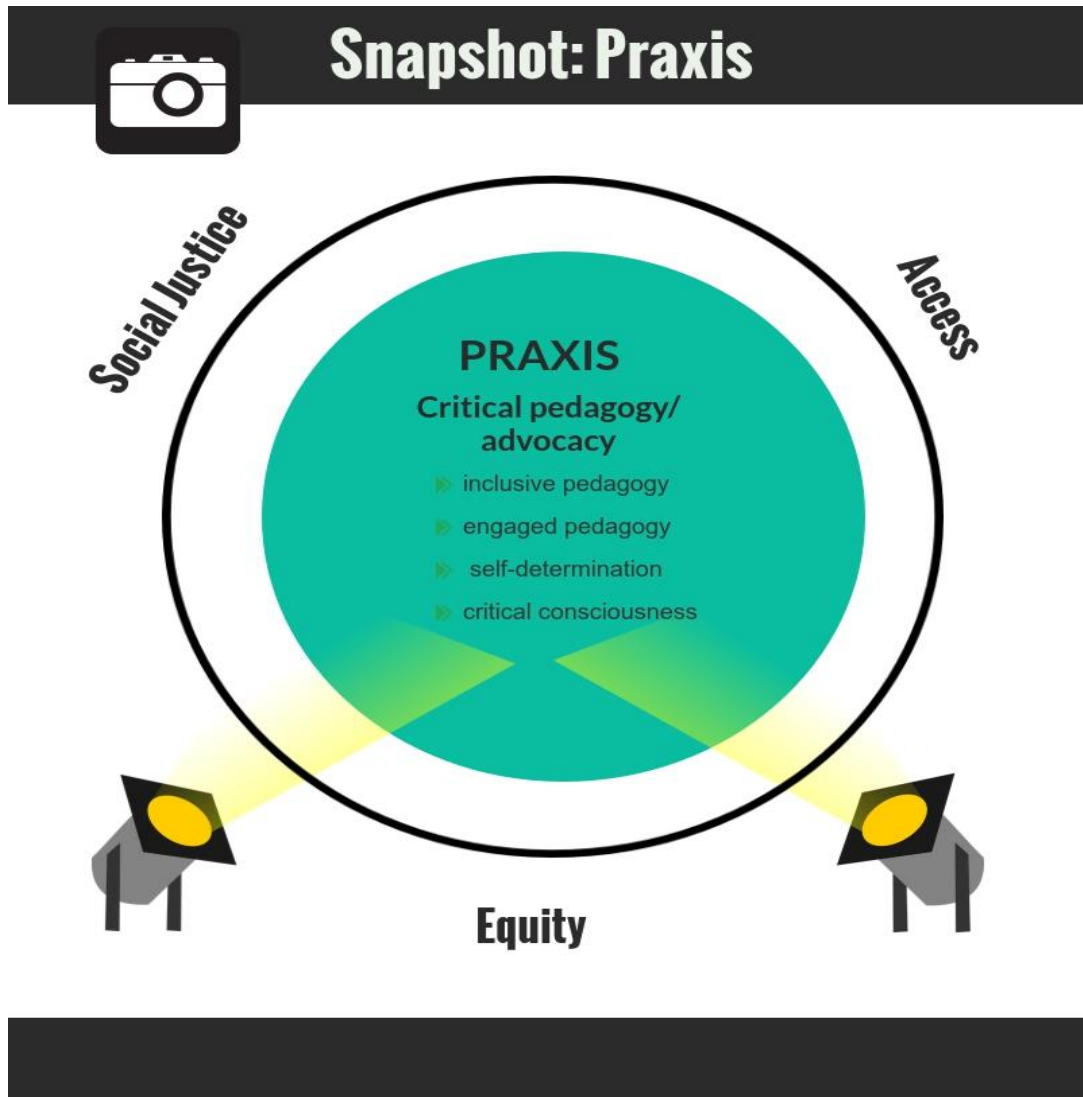 Snapshot: Praxis
Social Justice
Access
PRAXIS
Critical pedagogy/
advocacy
inclusive pedagogy
engaged pedagogy
self-determination
critical consciousness
Equity